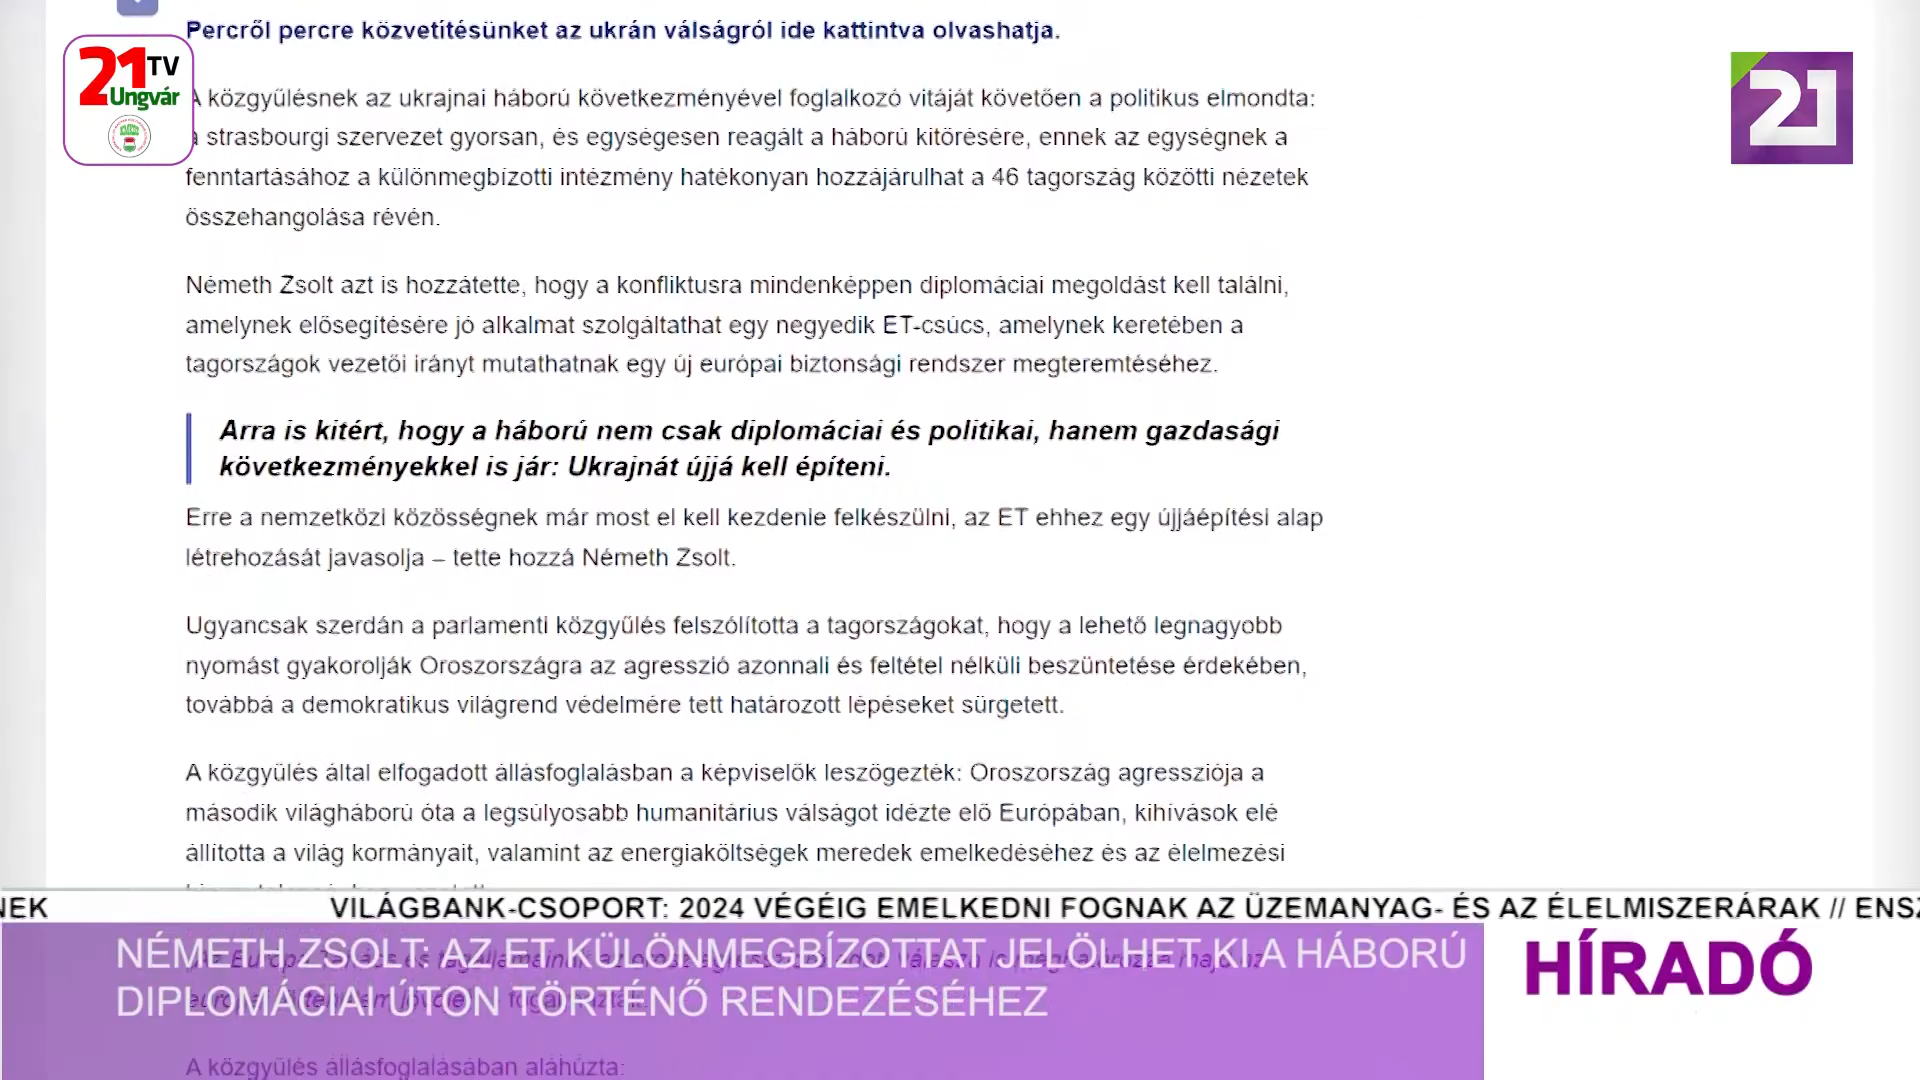 Percről percre közvetítésünket az ukrán válságról ide kattintva olvashatja.
21 TV
Ungvár
21
A közgyűlésnek az ukrajnai háború következményével foglalkozó vitáját követően a politikus elmondta:
a strasbourgi szervezet gyorsan, és egységesen reagált a háború kitörésére, ennek az egységnek a
fenntartásához a különmegbízotti intézmény hatékonyan hozzájárulhat a 46 tagország közötti nézetek
összehangolása révén.
Németh Zsolt azt is hozzátette, hogy a konfliktusra mindenképpen diplomáciai megoldást kell találni,
amelynek elősegítésére jó alkalmat szolgáltathat egy negyedik ET-csúcs, amelynek keretében a
tagországok vezetői irányt mutathatnak egy új európai biztonsági rendszer megteremtéséhez.
Arra is kitért, hogy a háború nem csak diplomáciai és politikai, hanem gazdasági
következményekkel is jár: Ukrajnát újjá kell építeni.
Erre a nemzetközi közösségnek már most el kell kezdenie felkészülni, az ET ehhez egy újjáépítési alap
létrehozását javasolja – tette hozzá Németh Zsolt.
Ugyancsak szerdán a parlamenti közgyűlés felszólította a tagországokat, hogy a lehető legnagyobb
nyomást gyakorolják Oroszországra az agresszió azonnali és feltétel nélküli beszüntetése érdekében,
továbbá a demokratikus világrend védelmére tett határozott lépéseket sürgetett.
A közgyűlés által elfogadott állásfoglalásban a képviselők leszögezték: Oroszország agressziója a
második világháború óta a legsúlyosabb humanitárius válságot idézte elő Európában, kihívások elé
állította a világ kormányait, valamint az energiaköltségek meredek emelkedéséhez és az élelmezési
NEK VILÁGBANK-CSOPORT: 2024 VÉGÉIG EMELKEDNI FOGNAK AZ ÜZEMANYAG- ÉS AZ ÉLELMISZERÁRAK // ENSZ
NÉMETH ZSOLT: AZ ET KÜLÖNMEGBÍZOTTAT JELÖLHET KI A HÁBORÚ
DIPLOMÁCIAI ÚTON TÖRTÉNŐ RENDEZÉSÉHEZ
HÍRADÓ
A közgyűlés állásfoglalásában aláhúzta: